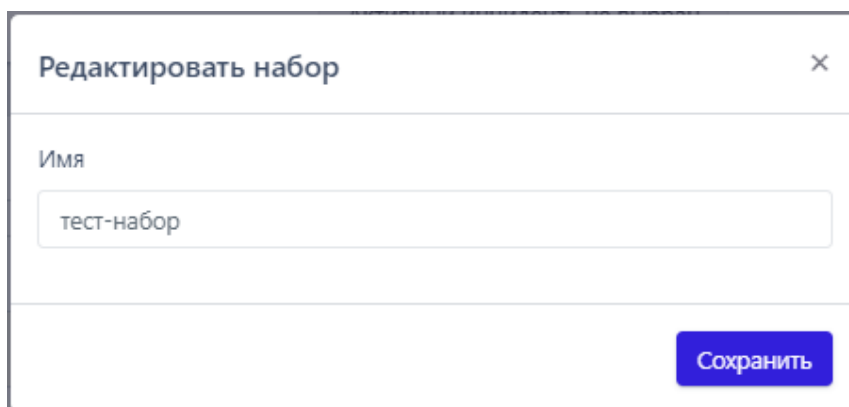 Редактировать набор
Имя
тест-набор
Сохранить